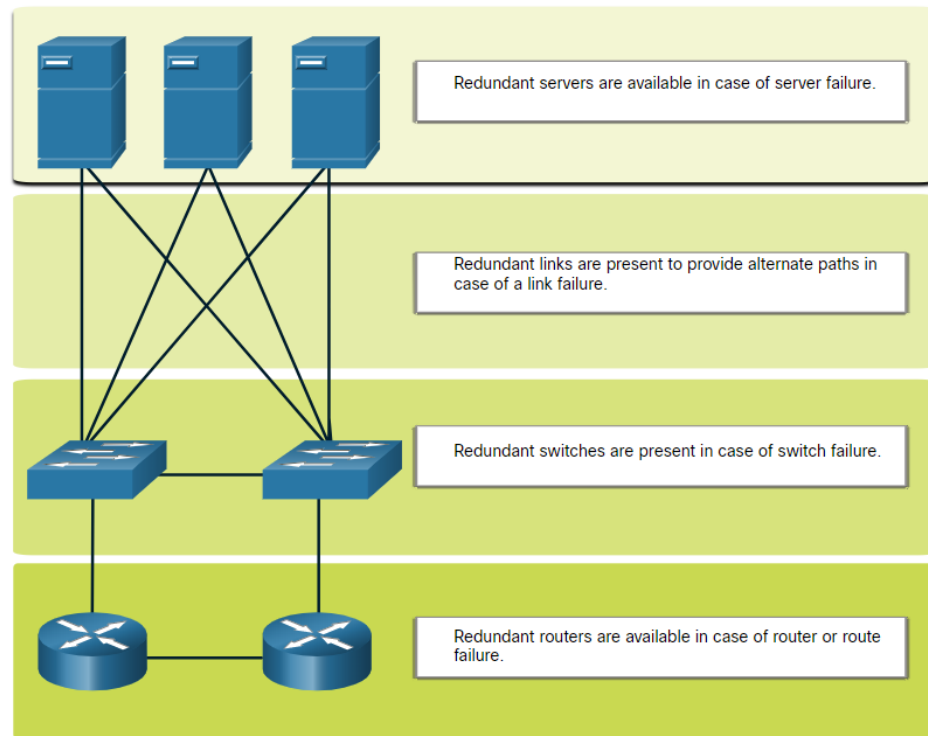 Redundant servers are available in case of server failure.
Redundant links are present to provide alternate paths in
case of a link failure.
Redundant switches are present in case of switch failure.
Redundant routers are available in case of router or route
failure.